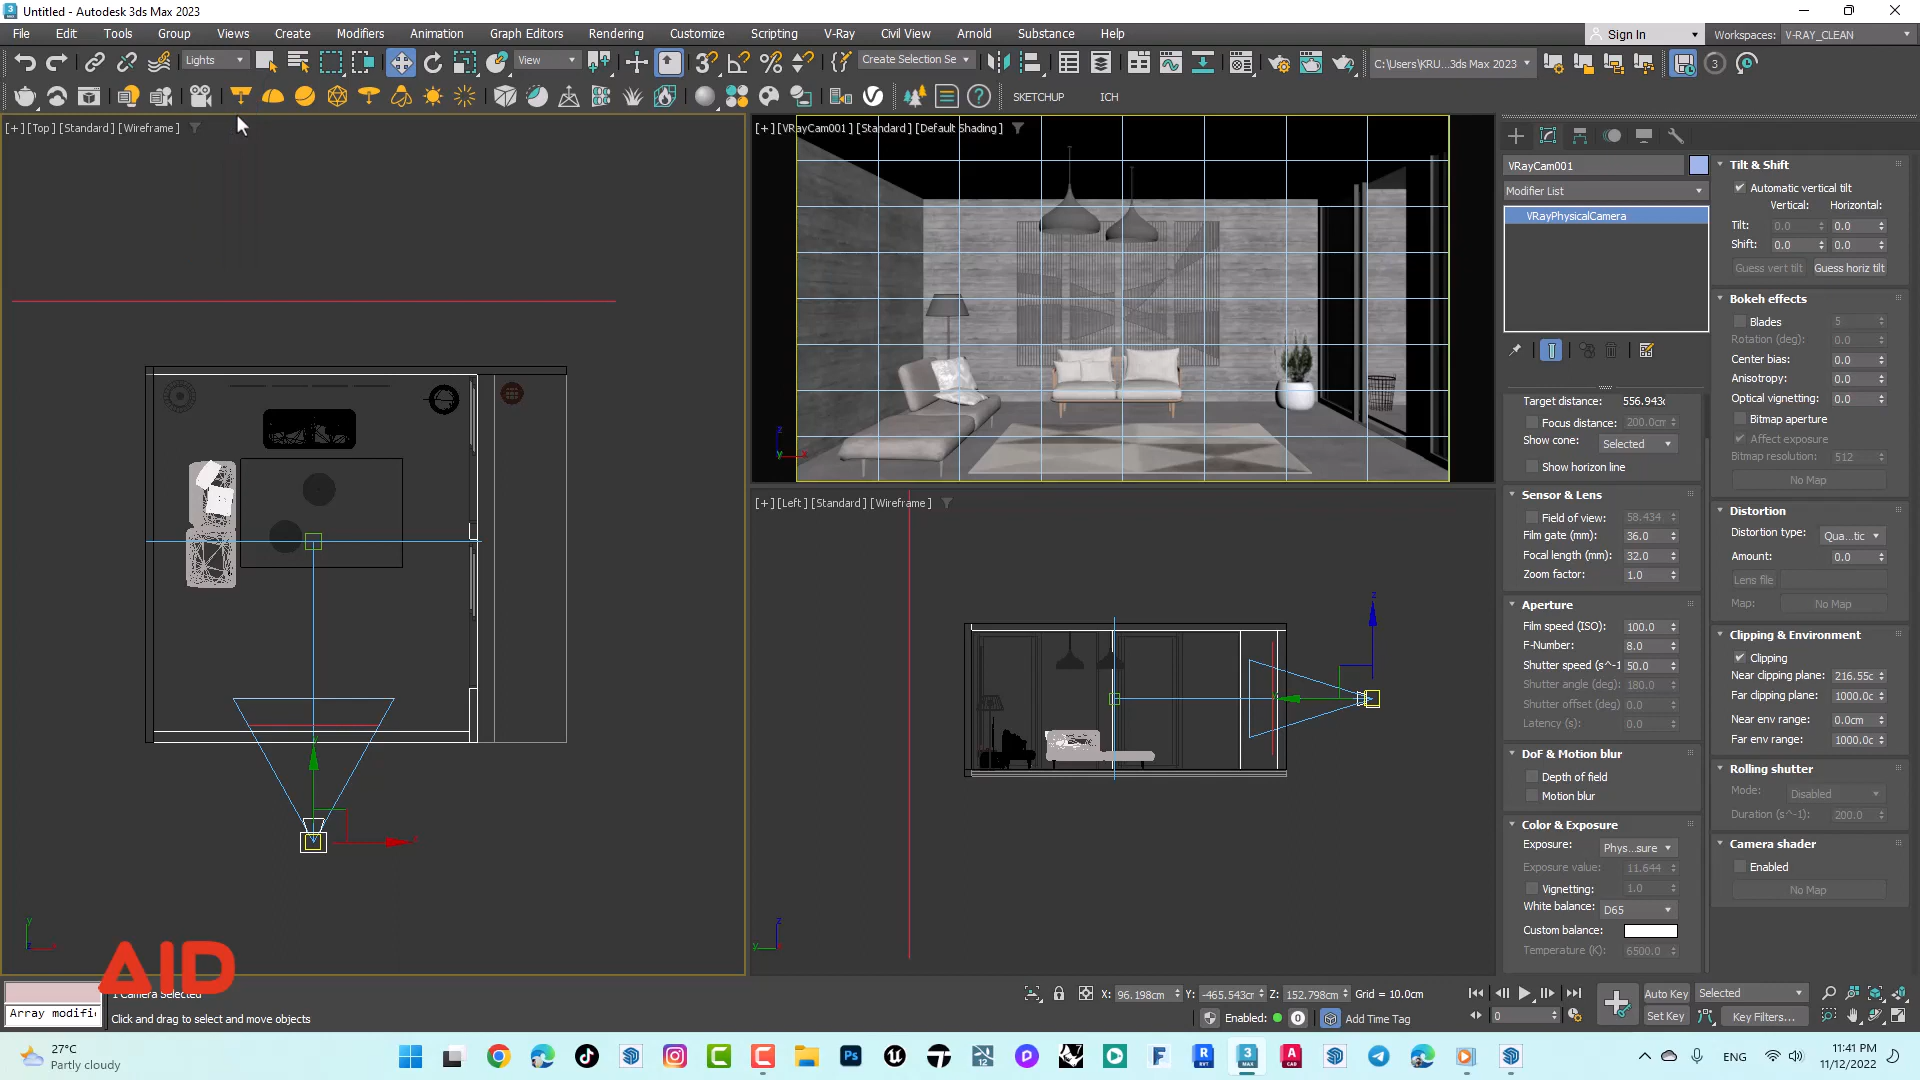 Untitled - Autodesk 3ds Max 2023
File Edit Tools Group Views Create Modifiers Animation Graph Editors Rendering Customize Scripting V-Ray Civil View Arnold Substance Help
Sign In Workspaces: V-RAY_CLEAN
Lights View Create Selection Se C:\Users\KRU...3ds Max 2023 3
SKETCHUP ICH
[+] [Top] [Standard] [Wireframe]
[+] [VRayCam001] [Standard] [Default Shading]
[+] [Left] [Standard] [Wireframe]
VRayCam001
Modifier List
VRayPhysicalCamera
Target distance: 556.943c
Focus distance: 200.0cm
Show cone: Selected
Show horizon line
Sensor & Lens
Field of view: 58.434
Film gate (mm): 36.0
Focal length (mm): 32.0
Zoom factor: 1.0
Aperture
Film speed (ISO): 100.0
F-Number: 8.0
Shutter speed (s^-1 50.0
Shutter angle (deg): 180.0
Shutter offset (deg) 0.0
Latency (s): 0.0
DoF & Motion blur
Depth of field
Motion blur
Color & Exposure
Exposure: Phys...sure
Exposure value: 11.644
Vignetting: 1.0
White balance: D65
Custom balance:
Temperature (K): 6500.0
Tilt & Shift
Automatic vertical tilt
Vertical: Horizontal:
Tilt: 0.0 0.0
Shift: 0.0 0.0
Guess vert tilt Guess horiz tilt
Bokeh effects
Blades 5
Rotation (deg): 0.0
Center bias: 0.0
Anisotropy: 0.0
Optical vignetting: 0.0
Bitmap aperture
Affect exposure
Bitmap resolution: 512
No Map
Distortion
Distortion type: Qua...tic
Amount: 0.0
Lens file
Map: No Map
Clipping & Environment
Clipping
Near clipping plane: 216.55c
Far clipping plane: 1000.0c
Near env range: 0.0cm
Far env range: 1000.0c
Rolling shutter
Mode: Disabled
Duration (s^-1): 200.0
Camera shader
Enabled
No Map
AID
1 Camera Selected
Array modifi
Click and drag to select and move objects
X: 96.198cm Y: -465.543cm Z: 152.798cm Grid = 10.0cm
Enabled: 0 Add Time Tag
0
Auto Key Selected
Set Key Key Filters...
27°C
Partly cloudy
ENG
11:41 PM
11/12/2022